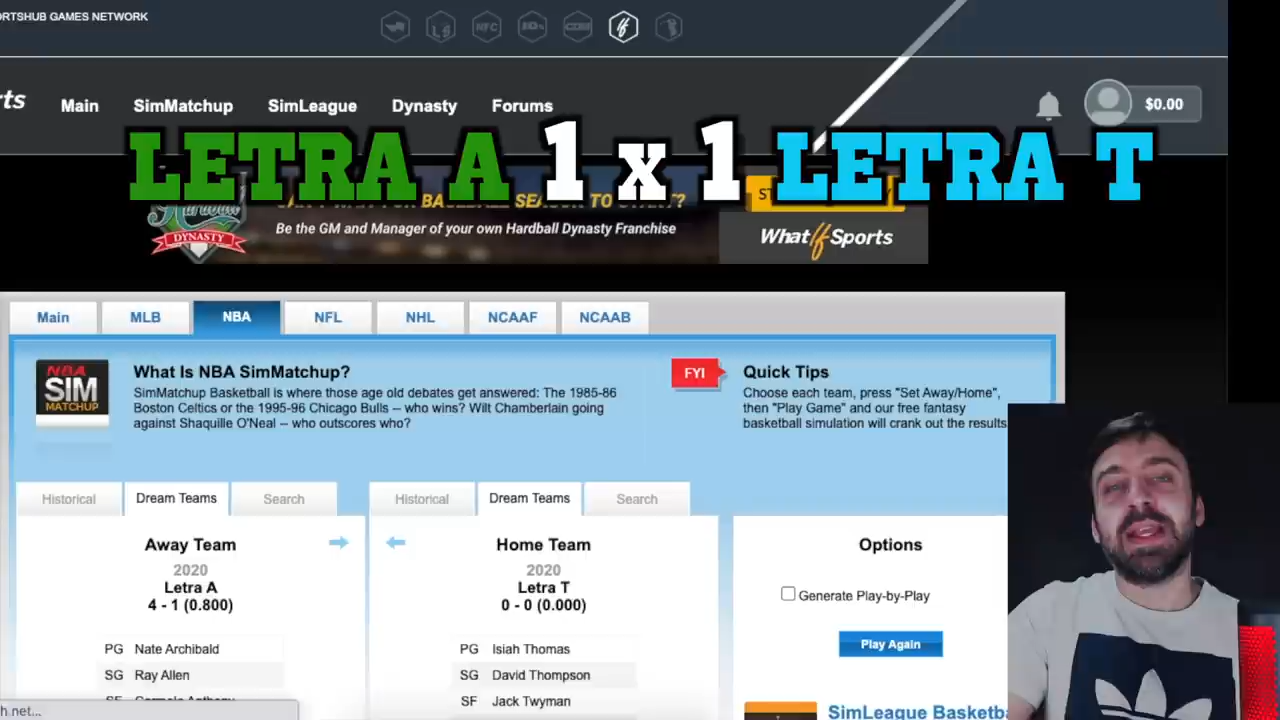 SPORTSHUB GAMES NETWORK
Main SimMatchup SimLeague Dynasty Forums
$0.00
LETRA A 1 x 1 LETRA T
DYNASTY
Be the GM and Manager of your own Hardball Dynasty Franchise
WhatIfSports
Main MLB NBA NFL NHL NCAAF NCAAB
NBA SIM MATCHUP
What Is NBA SimMatchup?
SimMatchup Basketball is where those age old debates get answered: The 1985-86
Boston Celtics or the 1995-96 Chicago Bulls -- who wins? Wilt Chamberlain going
against Shaquille O'Neal -- who outscores who?
FYI
Quick Tips
Choose each team, press "Set Away/Home",
then "Play Game" and our free fantasy
basketball simulation will crank out the results
Historical Dream Teams Search
Historical Dream Teams Search
Away Team
2020
Letra A
4 - 1 (0.800)
PG Nate Archibald
SG Ray Allen
SF Carmelo Anthony
Home Team
2020
Letra T
0 - 0 (0.000)
PG Isiah Thomas
SG David Thompson
SF Jack Twyman
Options
Generate Play-by-Play
Play Again
SimLeague Basketba
h.net...